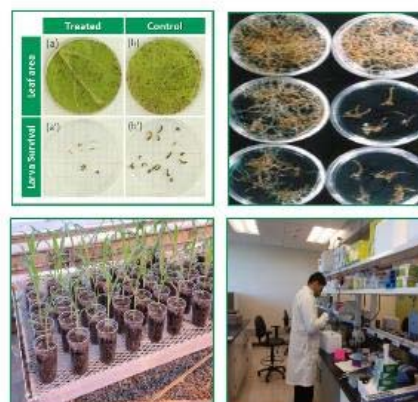 Treated Control
Leaf area
(a) (b)
Larva Survival
(a') (b')